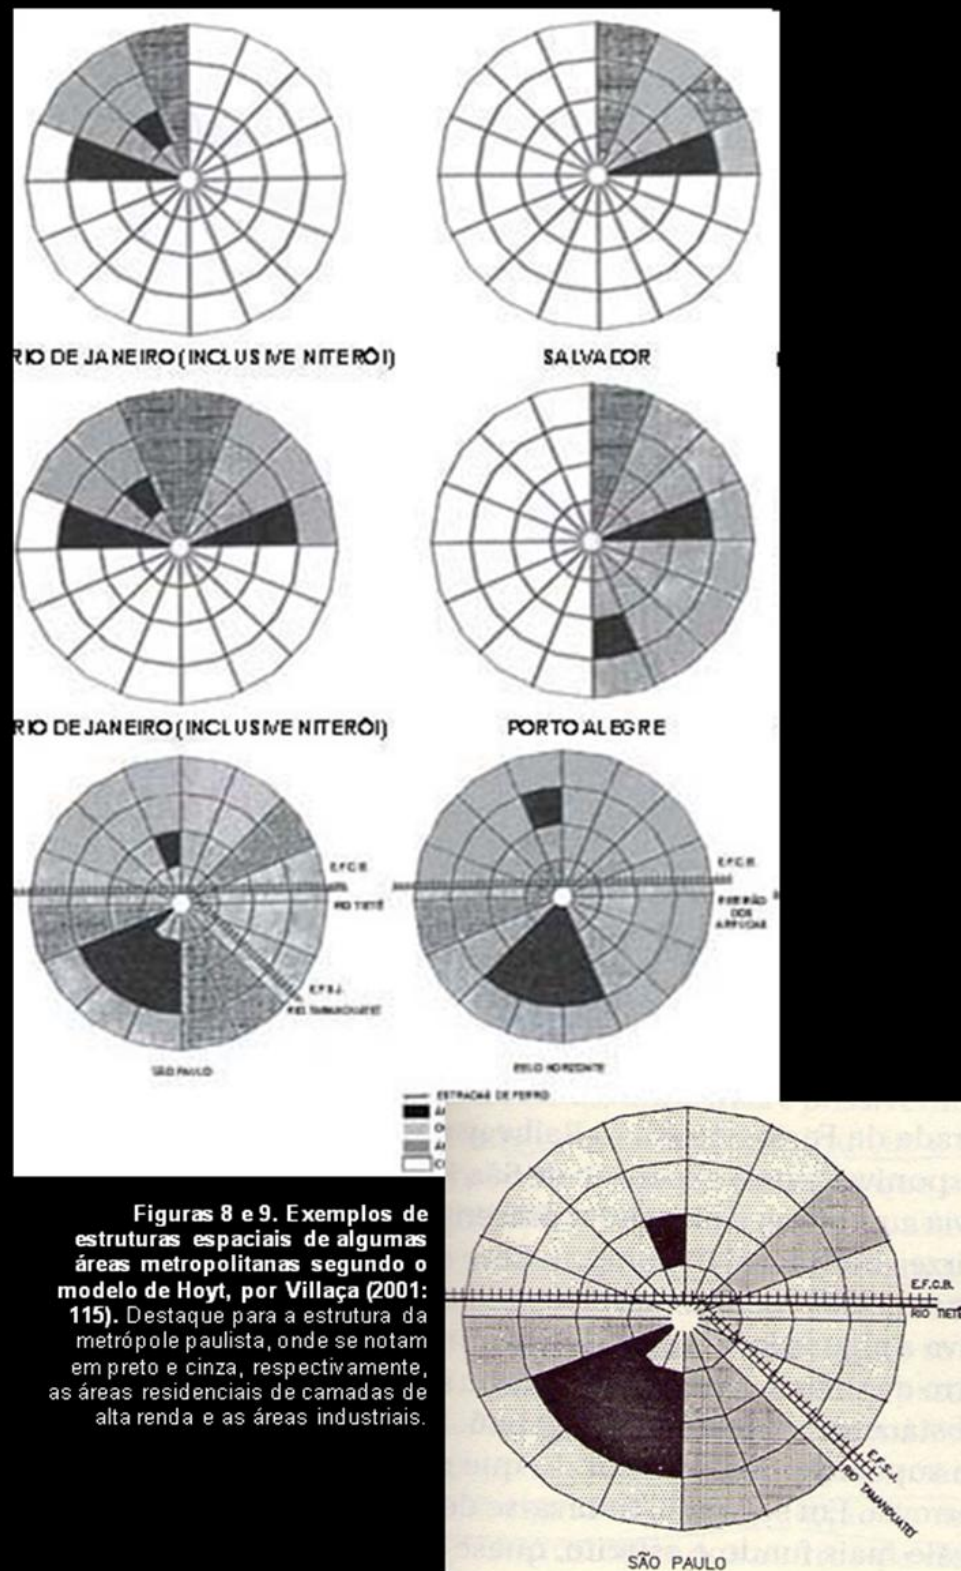 RIO DE JANEIRO (INCLUSIVE NITERÓI)
SALVADOR
RIO DE JANEIRO (INCLUSIVE NITERÓI)
PORTO ALEGRE
E.F.C.B.
RIO TIETÊ
E.F.S.J.
RIO TAMANDUATEÍ
SÃO PAULO
E.F.C.B.
RIBEIRÃO
DOS
ARRUDAS
BELO HORIZONTE
ESTRADAS DE FERRO
E.F.C.B.
RIO TIETÊ
E.F.S.J.
RIO TAMANDUATEÍ
SÃO PAULO
Figuras 8 e 9. Exemplos de
estruturas espaciais de algumas
áreas metropolitanas segundo o
modelo de Hoyt, por Villaça (2001:
115). Destaque para a estrutura da
metrópole paulista, onde se notam
em preto e cinza, respectivamente,
as áreas residenciais de camadas de
alta renda e as áreas industriais.